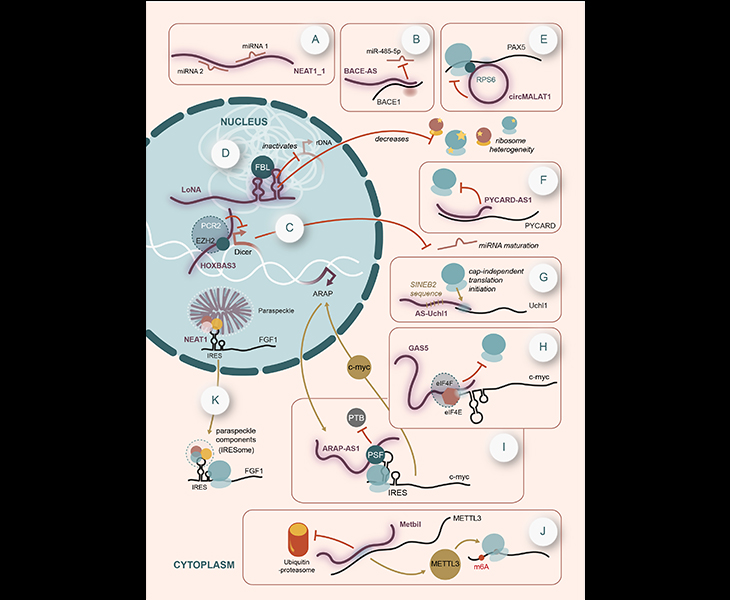 A
miRNA 1
miRNA 2
NEAT1_1
B
miR-485-5p
BACE-AS
BACE1
E
PAX5
RPS6
circMALAT1
NUCLEUS
D
inactivates
rDNA
FBL
LoNA
decreases
ribosome
heterogeneity
F
PYCARD-AS1
PYCARD
PCR2
EZH2
Dicer
HOXBAS3
C
miRNA maturation
ARAP
G
cap-independent
translation
initiation
SINEB2
sequence
AS-Uchl1
Uchl1
Paraspeckle
NEAT1
IRES
FGF1
H
GAS5
eIF4F
eIF4E
c-myc
c-myc
K
paraspeckle
components
(IRESome)
IRES
FGF1
I
PTB
ARAP-AS1
PSF
IRES
c-myc
J
Metbil
METTL3
Ubiquitin
-proteasome
METTL3
m6A
CYTOPLASM